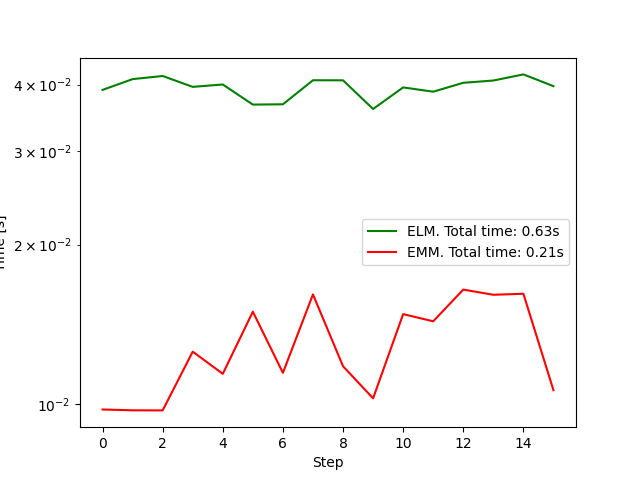 4 × 10⁻²
3 × 10⁻²
2 × 10⁻²
10⁻²
ELM. Total time: 0.63s
EMM. Total time: 0.21s
0 2 4 6 8 10 12 14
Step